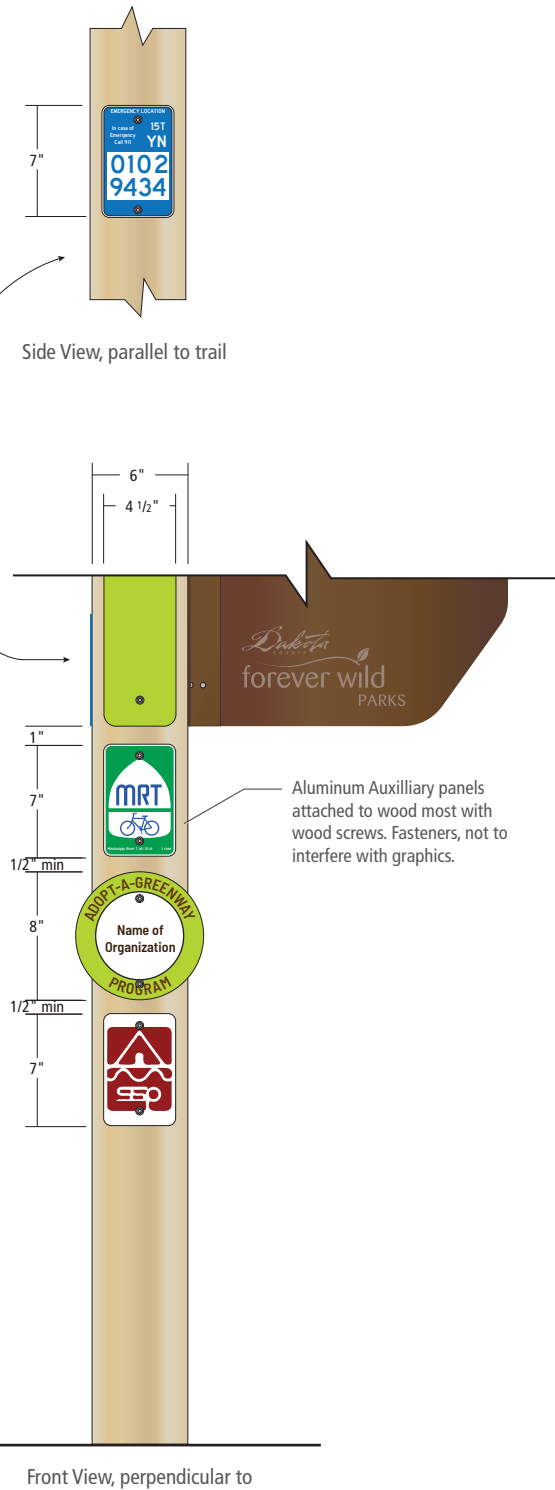 EMERGENCY LOCATION
In case of
Emergency
Call 911
15T
YN
0102
9434
7"
Side View, parallel to trail
6"
4 1/2"
Dakota
COUNTY
forever wild
PARKS
1"
7"
MRT
Mississippi River Trail
Aluminum Auxilliary panels
attached to wood most with
wood screws. Fasteners, not to
interfere with graphics.
1/2" min
8"
ADOPT-A-GREENWAY
Name of
Organization
PROGRAM
1/2" min
7"
ssp
Front View, perpendicular to